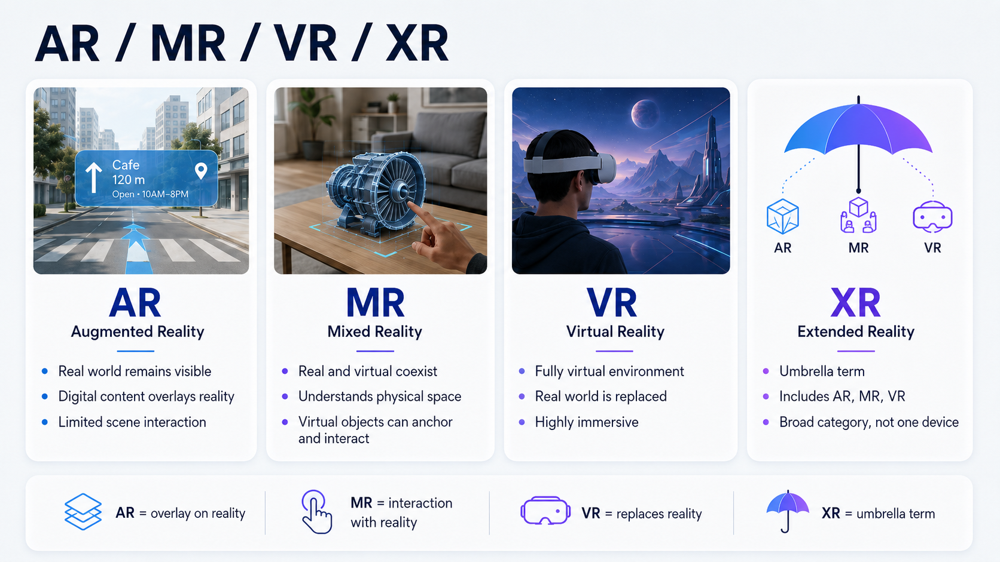 AR / MR / VR / XR
Cafe
120 m
Open • 10AM–8PM
AR
Augmented Reality
• Real world remains visible
• Digital content overlays reality
• Limited scene interaction
MR
Mixed Reality
• Real and virtual coexist
• Understands physical space
• Virtual objects can anchor
and interact
VR
Virtual Reality
• Fully virtual environment
• Real world is replaced
• Highly immersive
AR
MR
VR
XR
Extended Reality
• Umbrella term
• Includes AR, MR, VR
• Broad category, not one device
AR = overlay on reality
MR = interaction
with reality
VR = replaces reality
XR = umbrella term